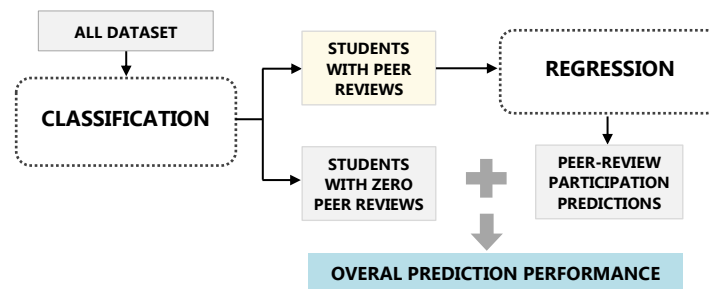 ALL DATASET
CLASSIFICATION
STUDENTS
WITH PEER
REVIEWS
REGRESSION
STUDENTS
WITH ZERO
PEER REVIEWS
PEER-REVIEW
PARTICIPATION
PREDICTIONS
OVERAL PREDICTION PERFORMANCE